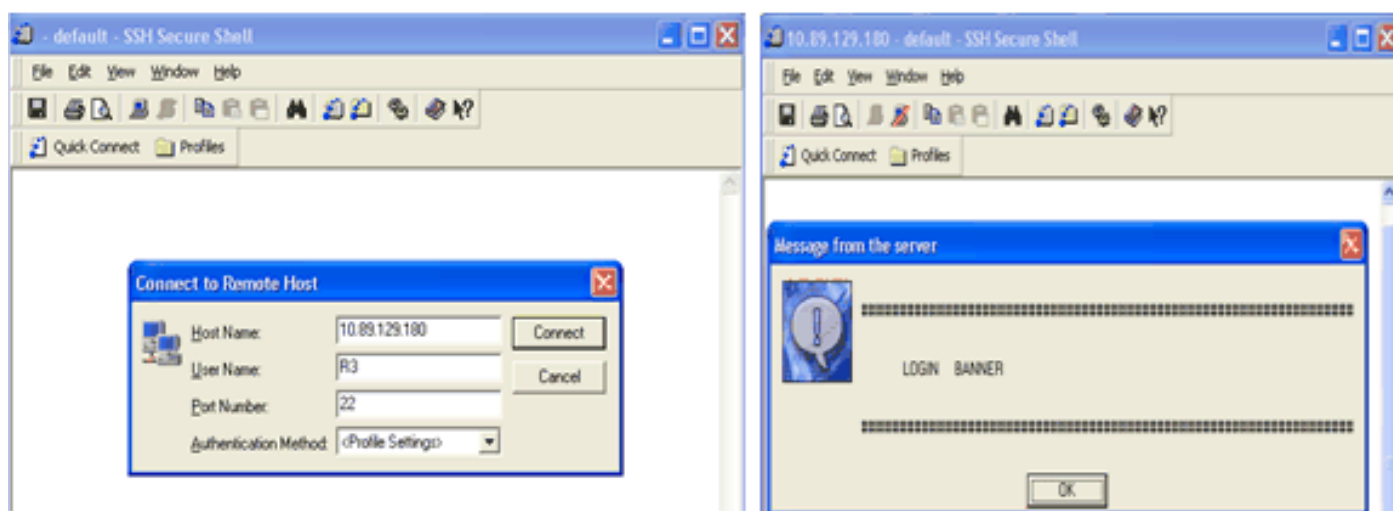 - default - SSH Secure Shell
File Edit View Window Help
Quick Connect Profiles
Connect to Remote Host
Host Name: 10.89.129.180 Connect
User Name: R3 Cancel
Port Number: 22
Authentication Method: <Profile Settings>
10.89.129.180 - default - SSH Secure Shell
File Edit View Window Help
Quick Connect Profiles
Message from the server
LOGIN BANNER
OK